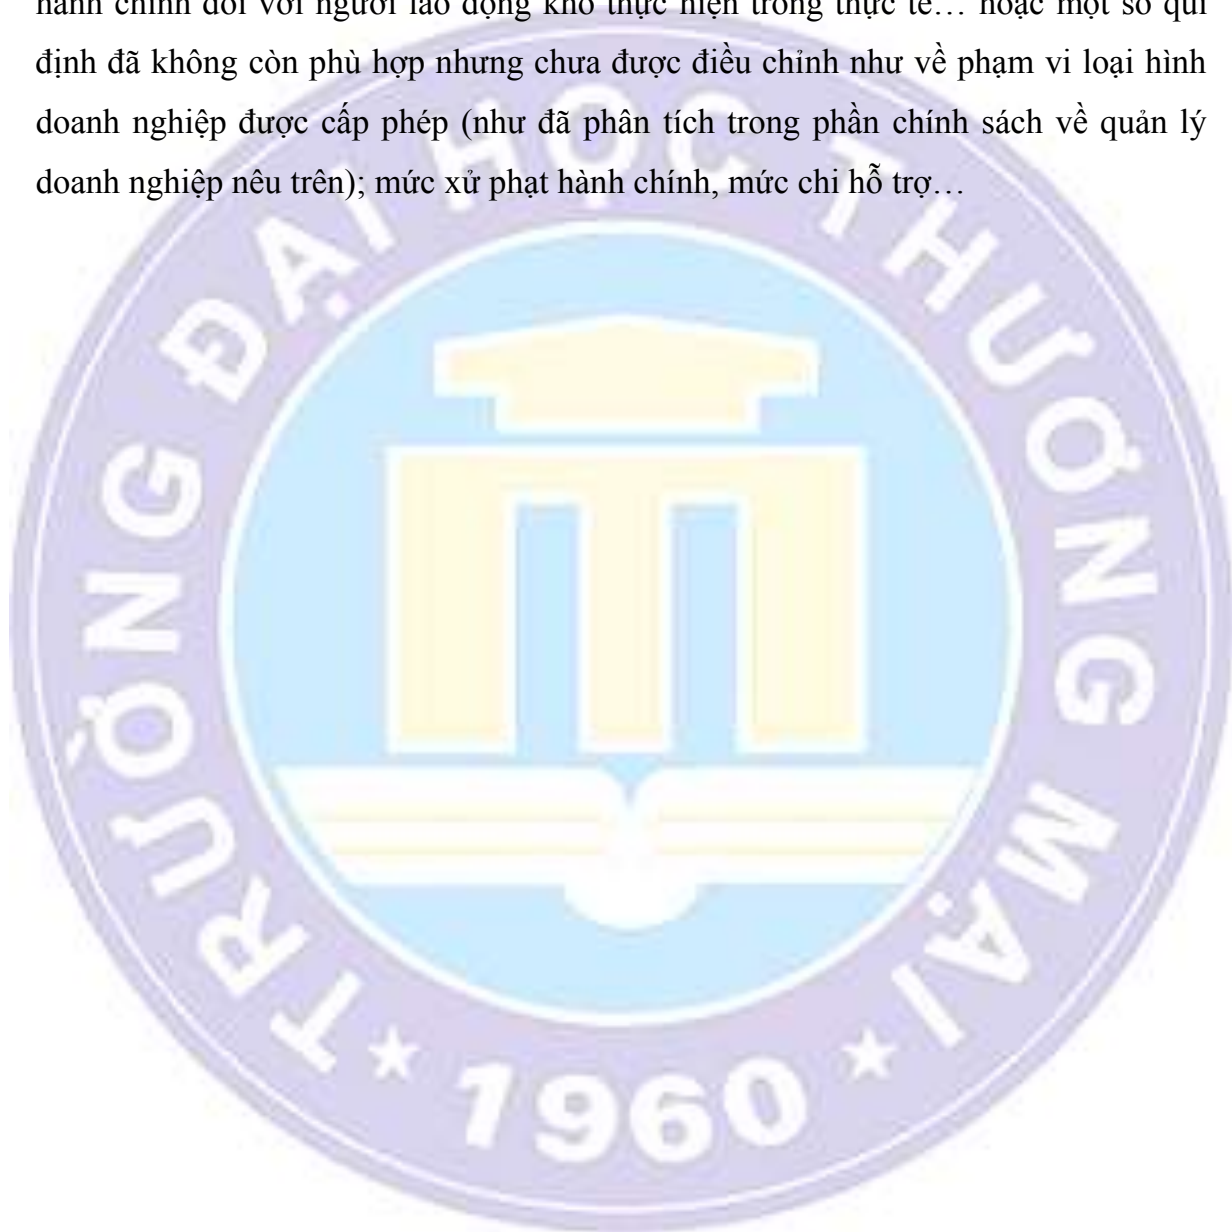 hành chính đối với người lao động khó thực hiện trong thực tế… hoặc một số qui
định đã không còn phù hợp nhưng chưa được điều chỉnh như về phạm vi loại hình
doanh nghiệp được cấp phép (như đã phân tích trong phần chính sách về quản lý
doanh nghiệp nêu trên); mức xử phạt hành chính, mức chi hỗ trợ…
TRƯỜNG ĐẠI HỌC THƯƠNG MẠI
★ 1960 ★